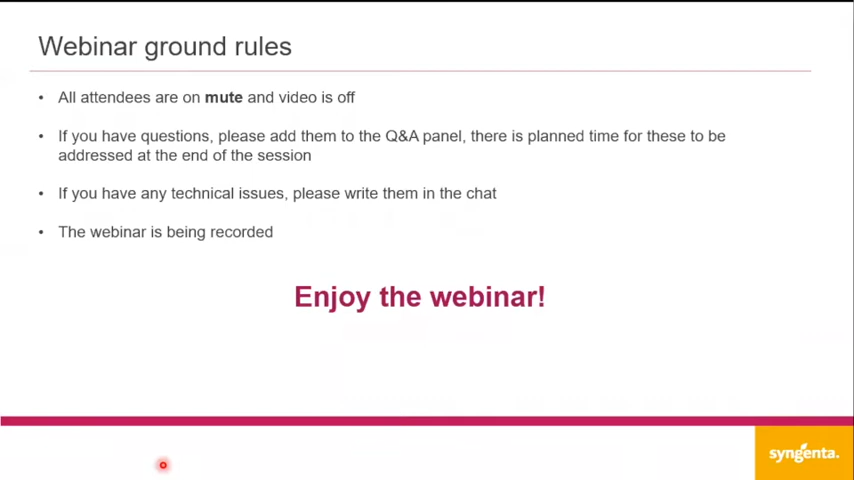 Webinar ground rules
• All attendees are on mute and video is off
• If you have questions, please add them to the Q&A panel, there is planned time for these to be
addressed at the end of the session
• If you have any technical issues, please write them in the chat
• The webinar is being recorded
Enjoy the webinar!
syngenta.